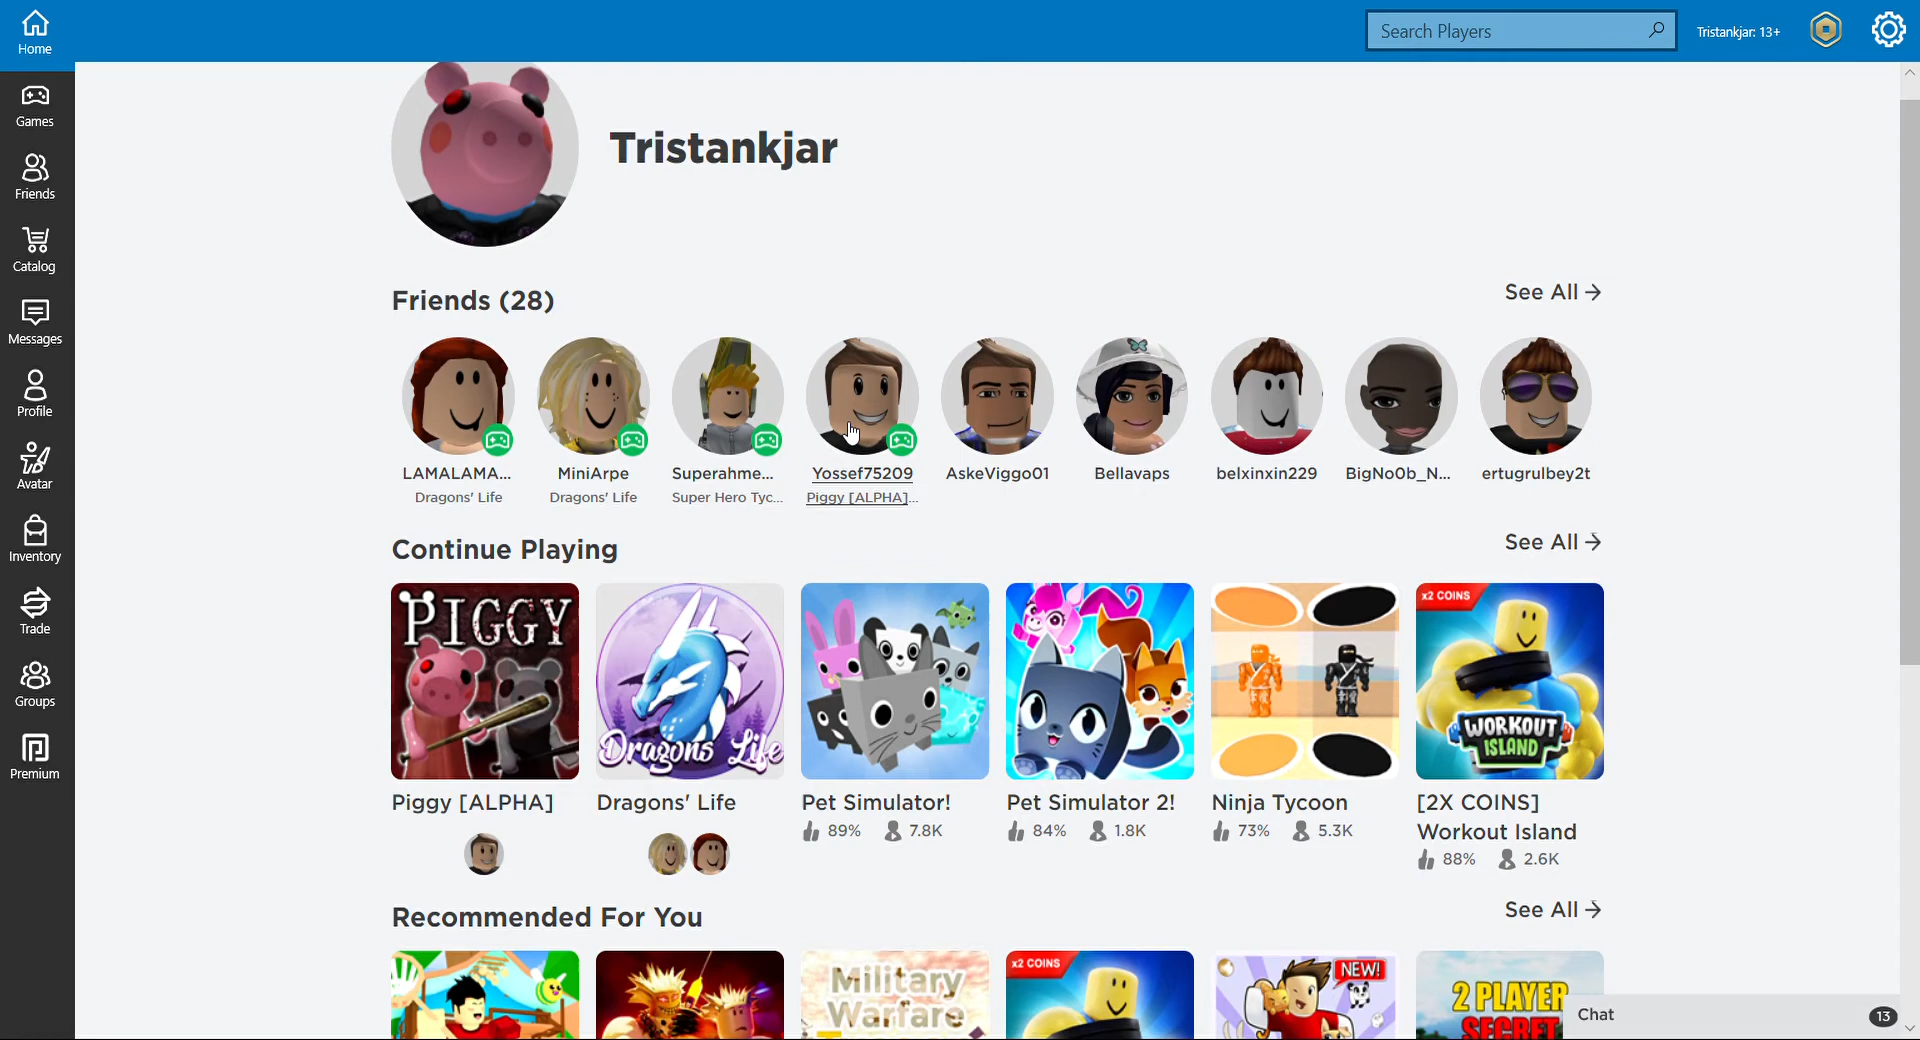 Home
Search Players
Tristankjar: 13+
Games
Friends
Catalog
Messages
Profile
Avatar
Inventory
Trade
Groups
Premium
Tristankjar
Friends (28)
See All
LAMALAMA...
Dragons' Life
MiniArpe
Dragons' Life
Superahme...
Super Hero Tyc...
Yossef75209
Piggy [ALPHA]...
AskeViggo01
Bellavaps
belxinxin229
BigNo0b_N...
ertugrulbey2t
Continue Playing
See All
PIGGY
Dragons Life
x2 COINS
WORKOUT
ISLAND
Piggy [ALPHA]
Dragons' Life
Pet Simulator!
89% 7.8K
Pet Simulator 2!
84% 1.8K
Ninja Tycoon
73% 5.3K
[2X COINS]
Workout Island
88% 2.6K
Recommended For You
See All
Military
Warfare
x2 COINS
NEW!
2 PLAYER
SECRET
Chat
13